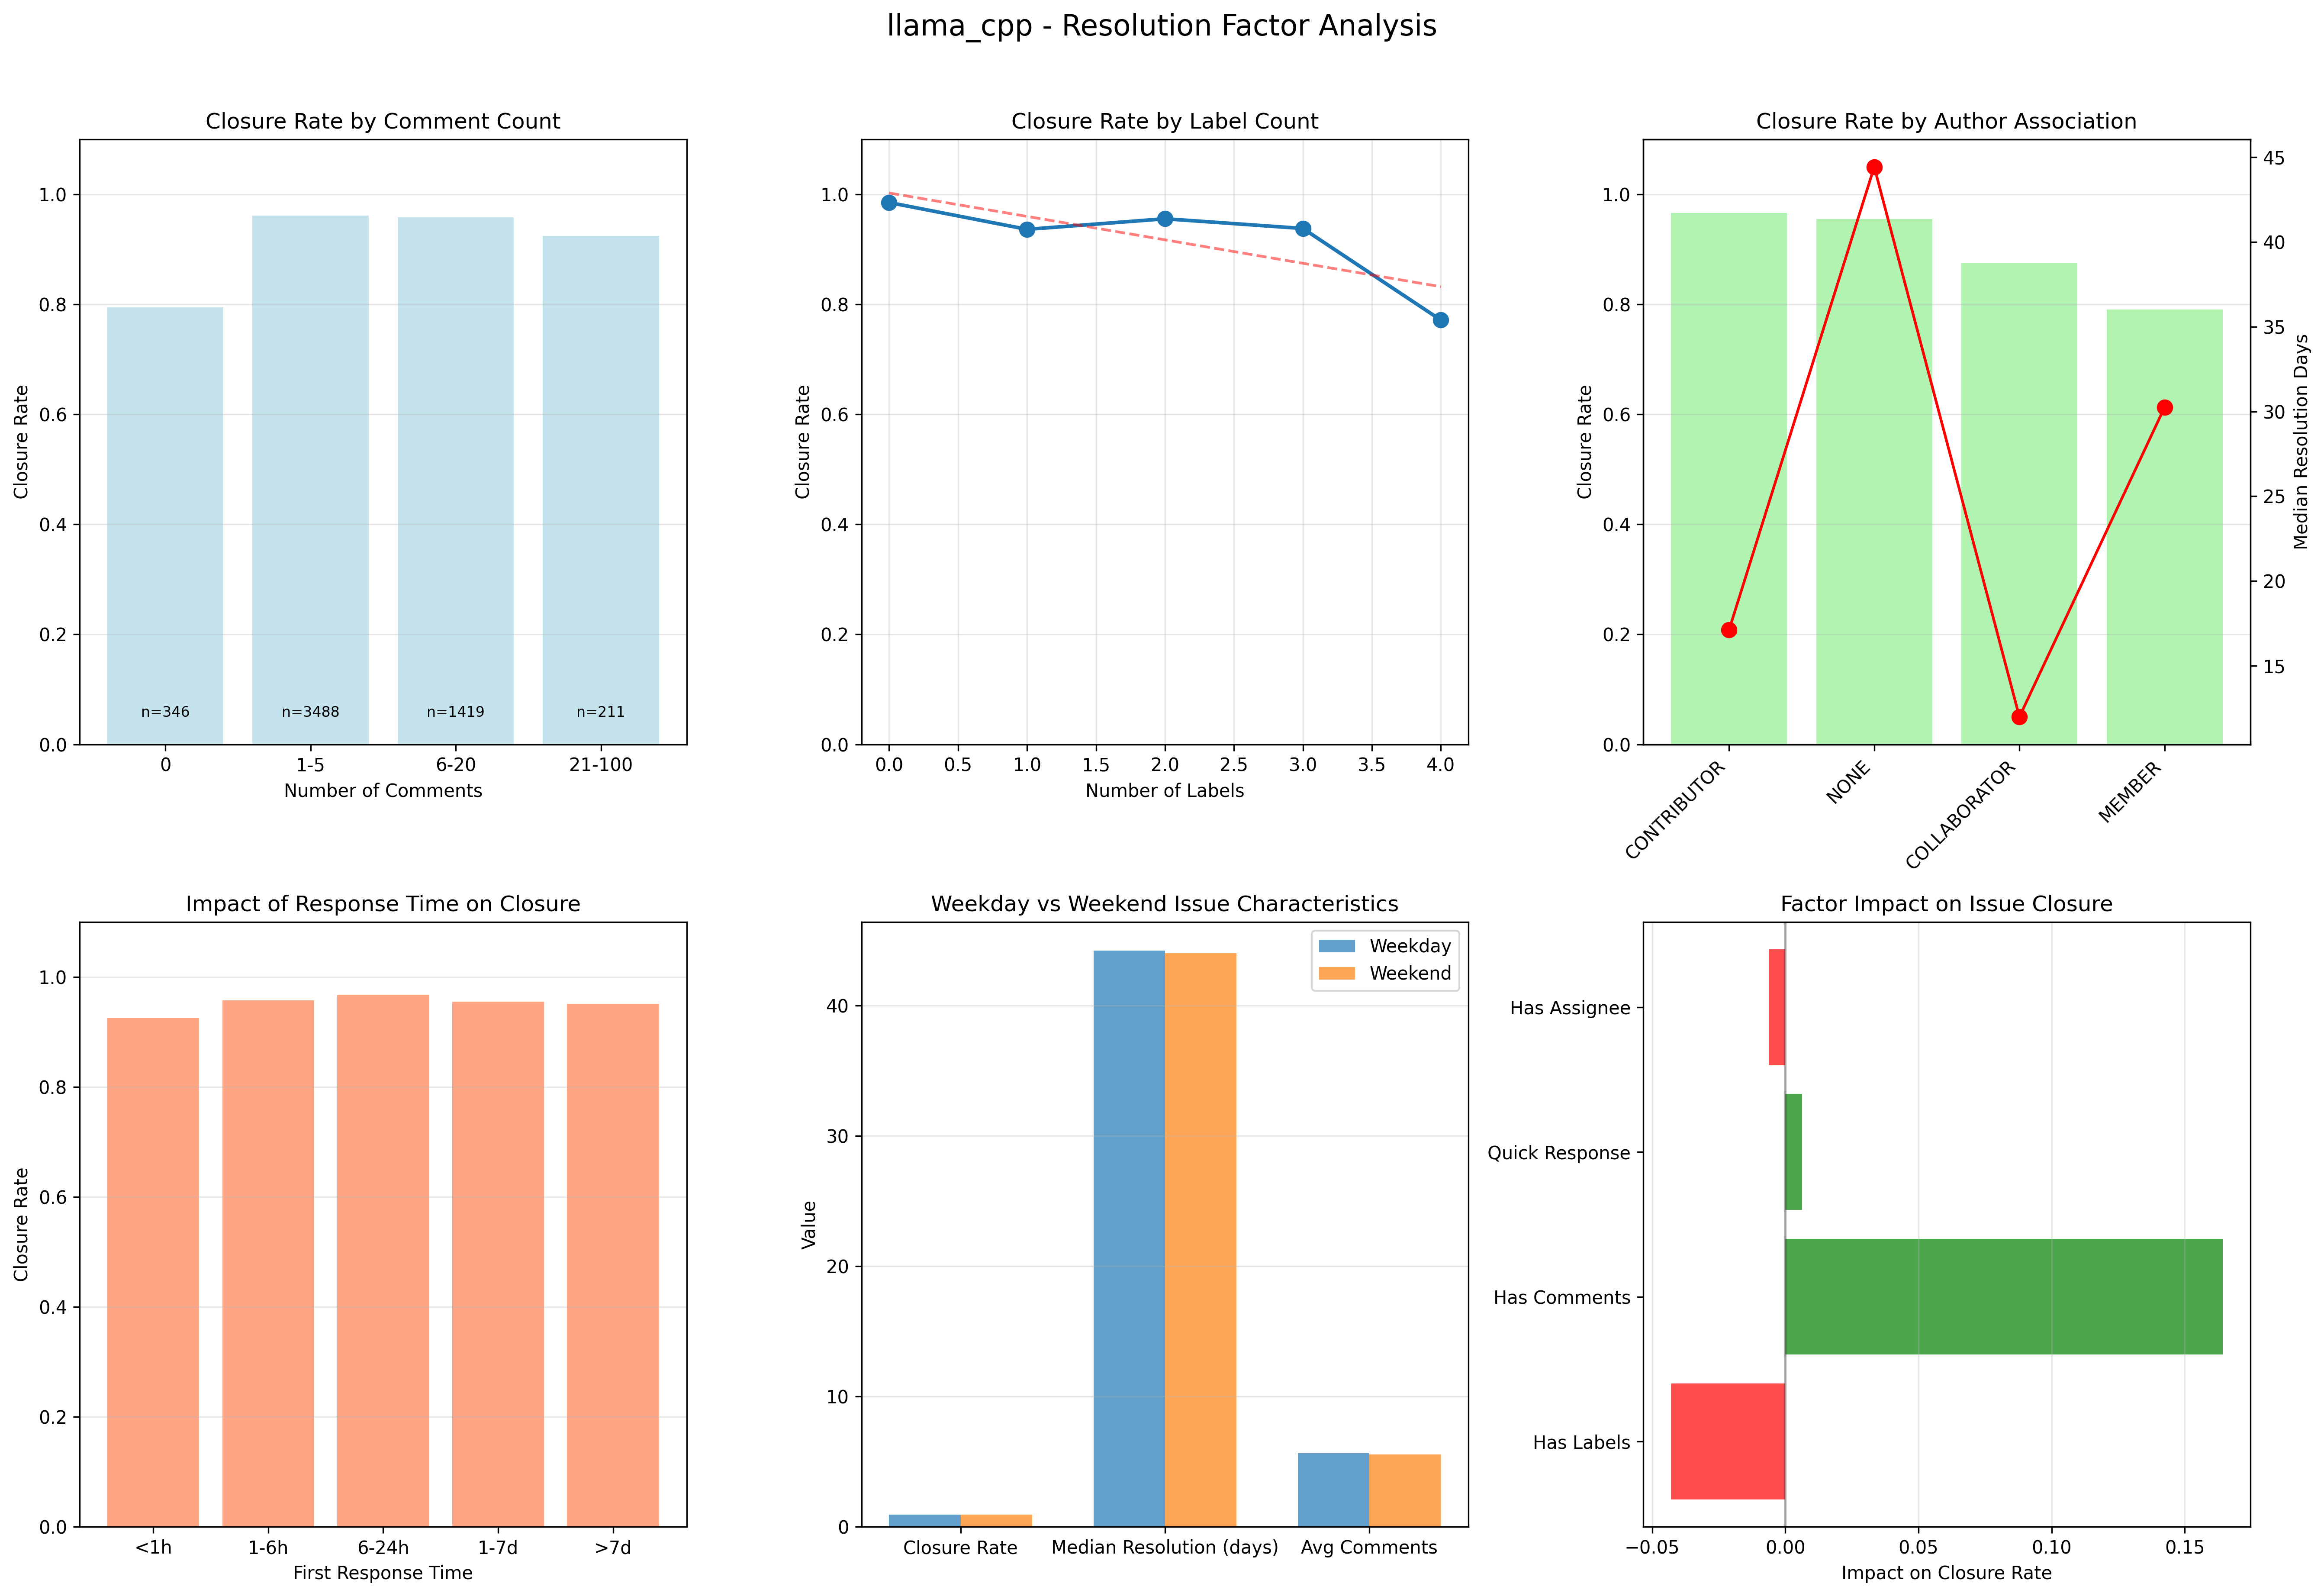 llama_cpp - Resolution Factor Analysis
Closure Rate by Comment Count
Closure Rate
1.0
0.8
0.6
0.4
0.2
0.0
n=346
n=3488
n=1419
n=211
0
1-5
6-20
21-100
Number of Comments
Closure Rate by Label Count
Closure Rate
1.0
0.8
0.6
0.4
0.2
0.0
0.0
0.5
1.0
1.5
2.0
2.5
3.0
3.5
4.0
Number of Labels
Closure Rate by Author Association
Closure Rate
1.0
0.8
0.6
0.4
0.2
0.0
45
40
35
30
25
20
15
Median Resolution Days
CONTRIBUTOR
NONE
COLLABORATOR
MEMBER
Impact of Response Time on Closure
Closure Rate
1.0
0.8
0.6
0.4
0.2
0.0
<1h
1-6h
6-24h
1-7d
>7d
First Response Time
Weekday vs Weekend Issue Characteristics
Weekday
Weekend
Value
40
30
20
10
0
Closure Rate
Median Resolution (days)
Avg Comments
Factor Impact on Issue Closure
Has Assignee
Quick Response
Has Comments
Has Labels
−0.05
0.00
0.05
0.10
0.15
Impact on Closure Rate